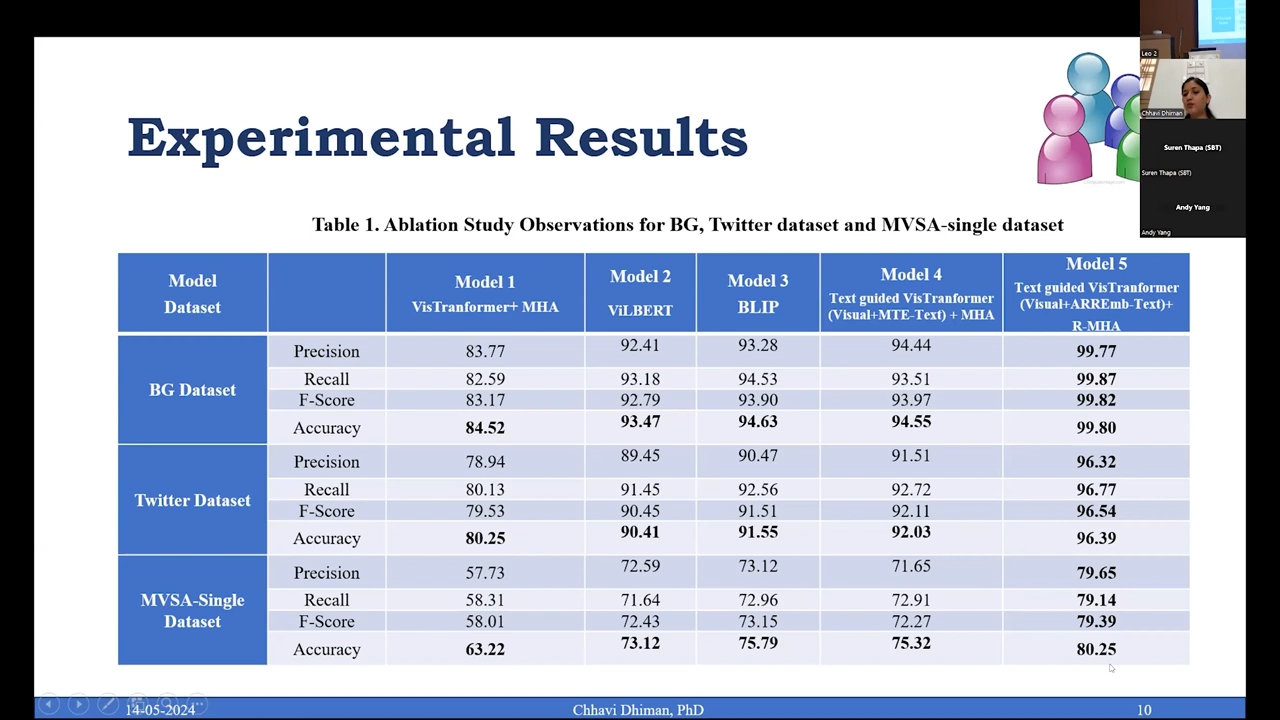 Experimental Results
Leo 2
Chhavi Dhiman
Suren Thapa (SBT)
Suren Thapa (SBT)
Andy Yang
Andy Yang
Table 1. Ablation Study Observations for BG, Twitter dataset and MVSA-single dataset
Model
Dataset
Model 1
VisTranformer+ MHA
Model 2
ViLBERT
Model 3
BLIP
Model 4
Text guided VisTranformer
(Visual+MTE-Text) + MHA
Model 5
Text guided VisTranformer
(Visual+ARREmb-Text)+
R-MHA
BG Dataset
Precision 83.77 92.41 93.28 94.44 99.77
Recall 82.59 93.18 94.53 93.51 99.87
F-Score 83.17 92.79 93.90 93.97 99.82
Accuracy 84.52 93.47 94.63 94.55 99.80
Twitter Dataset
Precision 78.94 89.45 90.47 91.51 96.32
Recall 80.13 91.45 92.56 92.72 96.77
F-Score 79.53 90.45 91.51 92.11 96.54
Accuracy 80.25 90.41 91.55 92.03 96.39
MVSA-Single
Dataset
Precision 57.73 72.59 73.12 71.65 79.65
Recall 58.31 71.64 72.96 72.91 79.14
F-Score 58.01 72.43 73.15 72.27 79.39
Accuracy 63.22 73.12 75.79 75.32 80.25
14-05-2024
Chhavi Dhiman, PhD
10